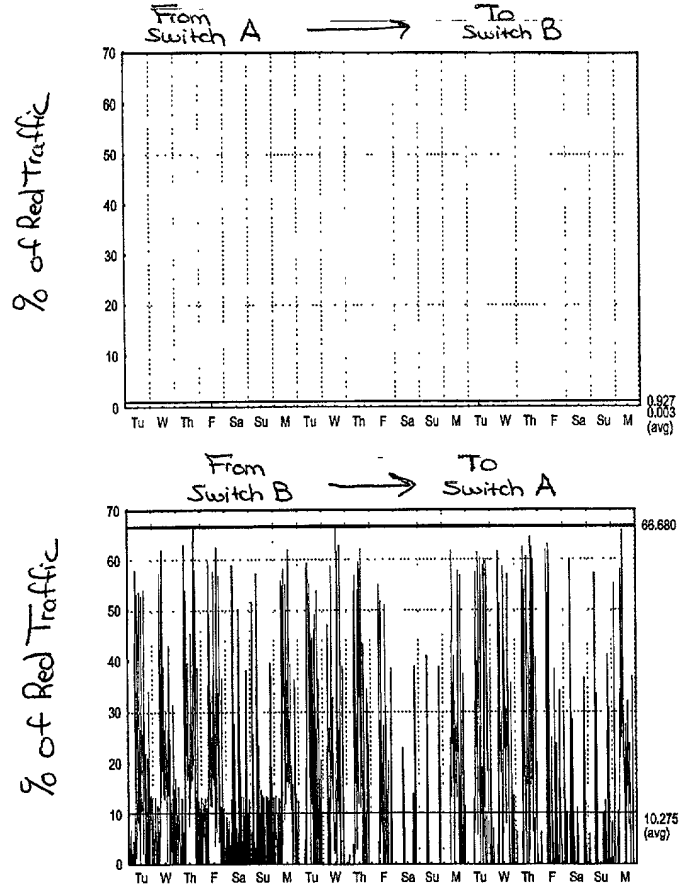 From To
Switch A Switch B
% of Red Traffic
70
60
50
40
30
20
10
0
0.927
0.003
(avg)
Tu W Th F Sa Su M Tu W Th F Sa Su M Tu W Th F Sa Su M
From To
Switch B Switch A
% of Red Traffic
70
60
50
40
30
20
10
0
66.680
10.275
(avg)
Tu W Th F Sa Su M Tu W Th F Sa Su M Tu W Th F Sa Su M